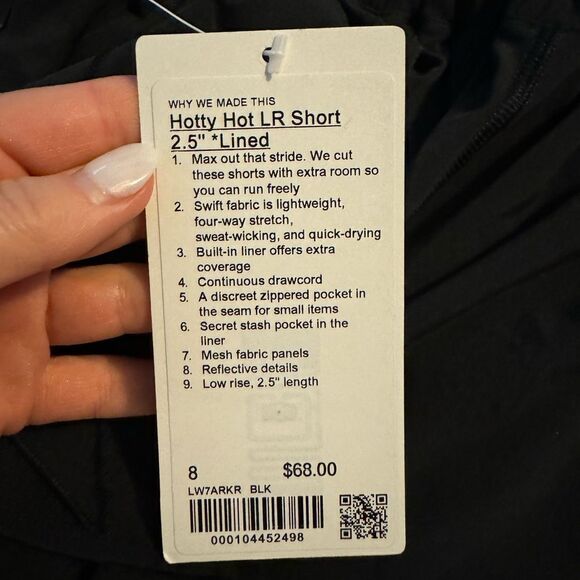 WHY WE MADE THIS
Hotty Hot LR Short
2.5" *Lined
1. Max out that stride. We cut
these shorts with extra room so
you can run freely
2. Swift fabric is lightweight,
four-way stretch,
sweat-wicking, and quick-drying
3. Built-in liner offers extra
coverage
4. Continuous drawcord
5. A discreet zippered pocket in
the seam for small items
6. Secret stash pocket in the
liner
7. Mesh fabric panels
8. Reflective details
9. Low rise, 2.5" length
8 $68.00
LW7ARKR BLK
000104452498